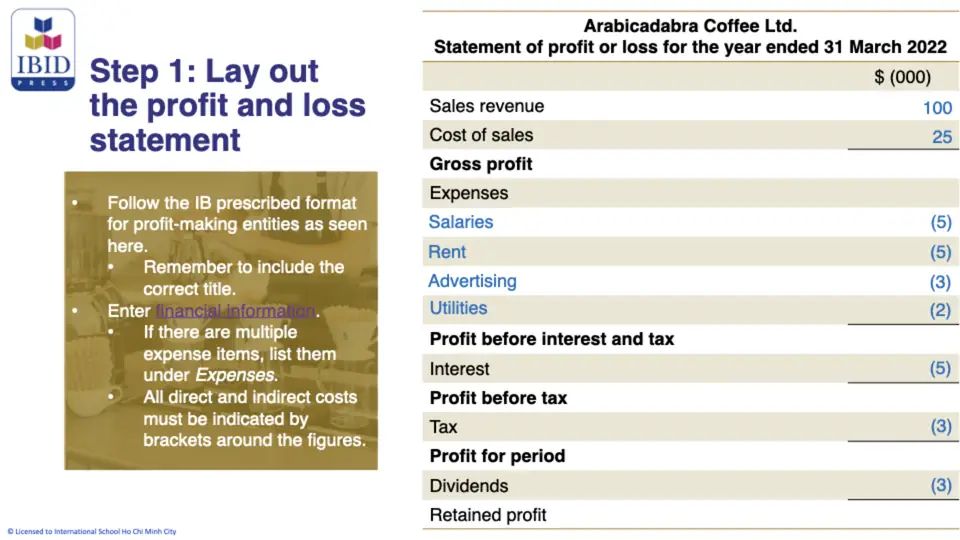 IBID
PRESS
Step 1: Lay out
the profit and loss
statement
• Follow the IB prescribed format
for profit-making entities as seen
here.
• Remember to include the
correct title.
• Enter financial information.
• If there are multiple
expense items, list them
under Expenses.
• All direct and indirect costs
must be indicated by
brackets around the figures.
Arabicadabra Coffee Ltd.
Statement of profit or loss for the year ended 31 March 2022
$ (000)
Sales revenue 100
Cost of sales 25
Gross profit
Expenses
Salaries (5)
Rent (5)
Advertising (3)
Utilities (2)
Profit before interest and tax
Interest (5)
Profit before tax
Tax (3)
Profit for period
Dividends (3)
Retained profit
© Licensed to International School Ho Chi Minh City